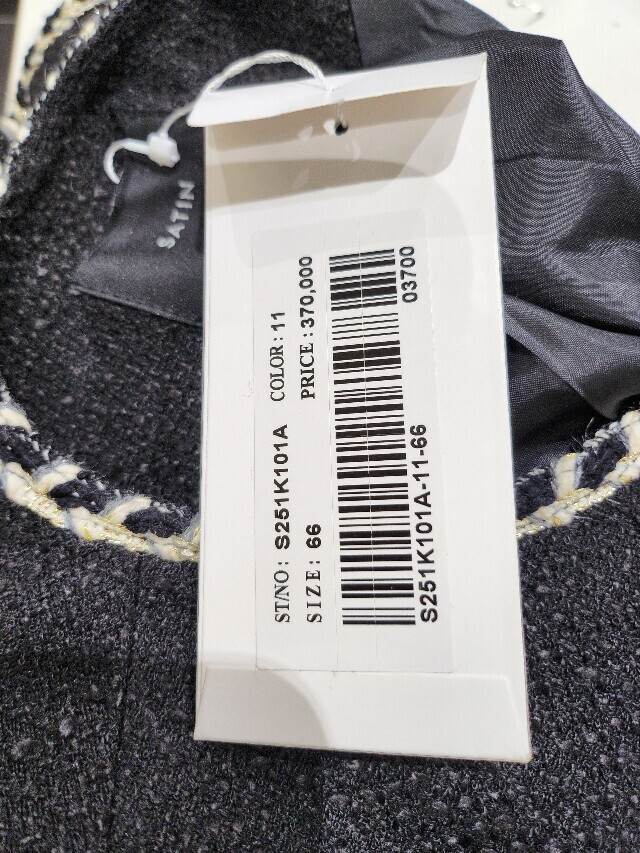 SATIN
ST/NO : S251K101A COLOR : 11
SIZE : 66 PRICE : 370,000
03700
S251K101A-11-66